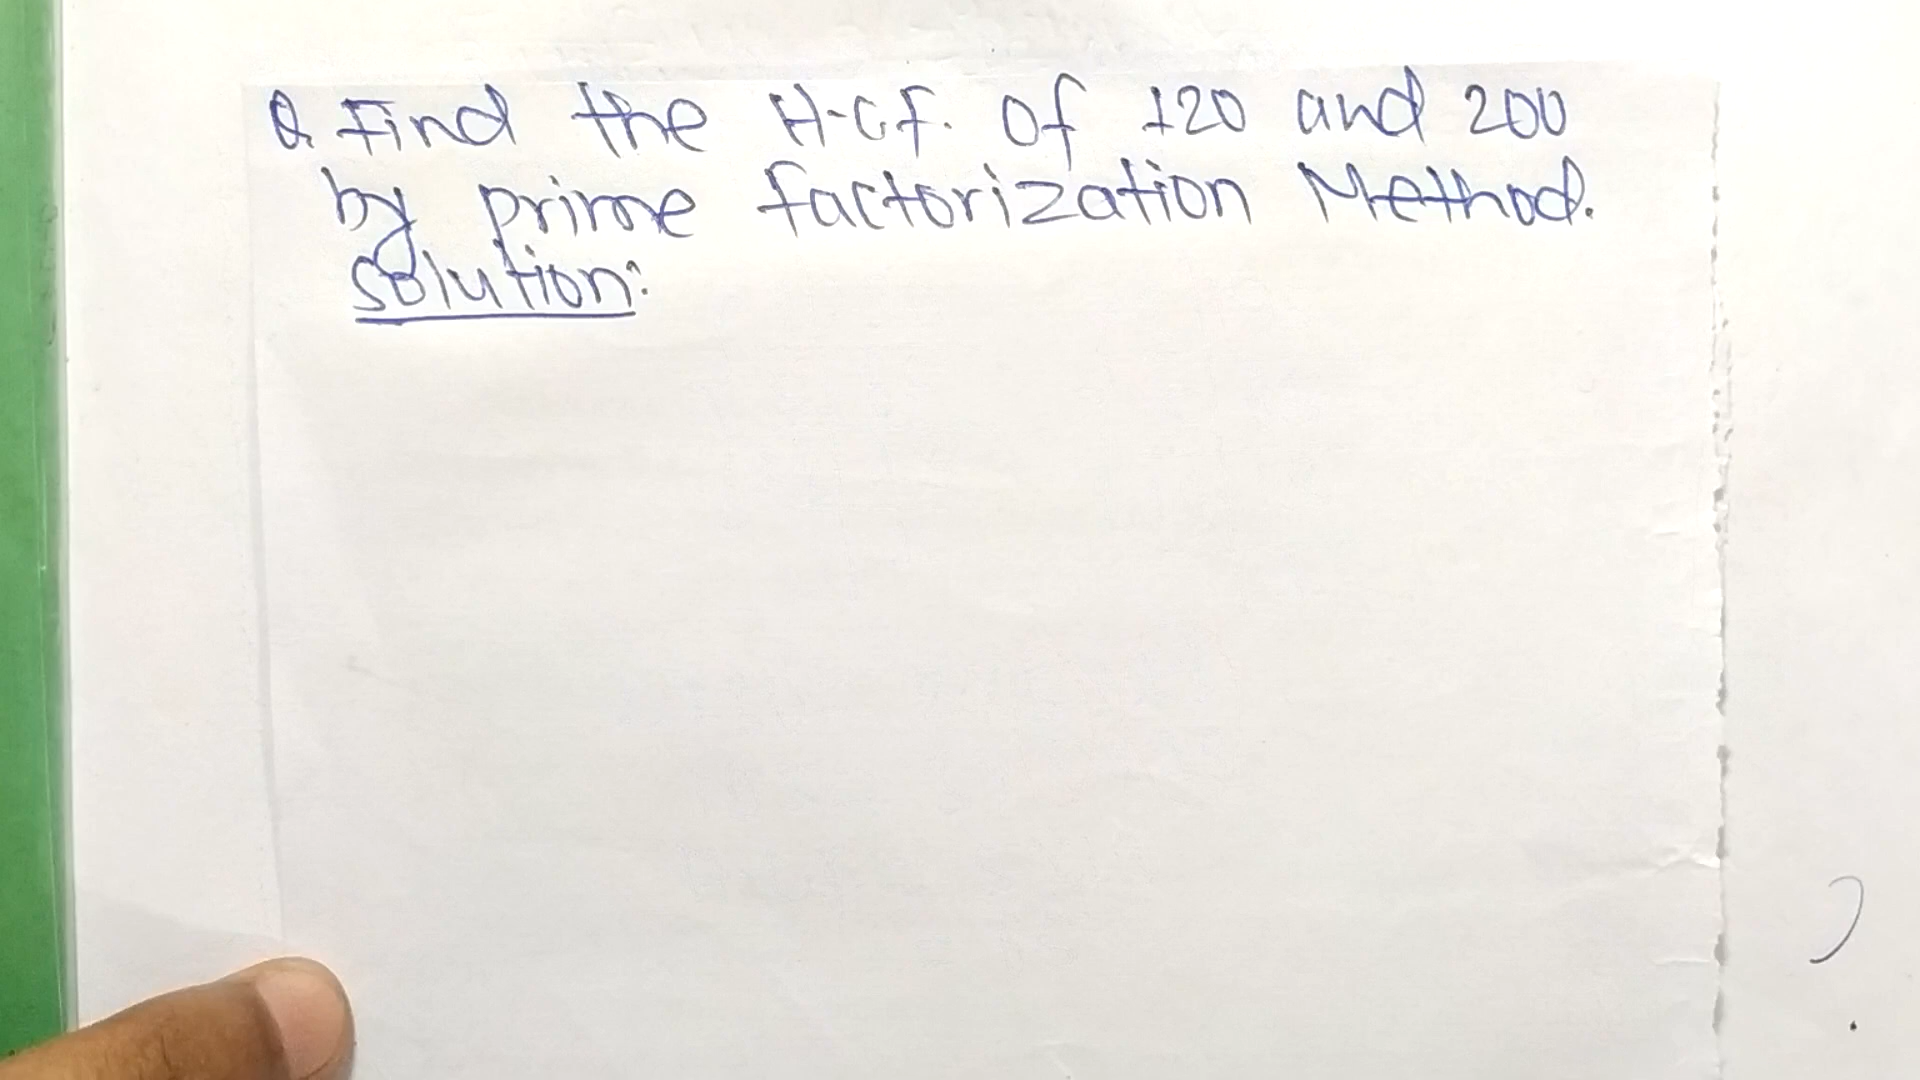 Q. Find the H.C.F. of 120 and 200
by prime factorization Method.
Solution: